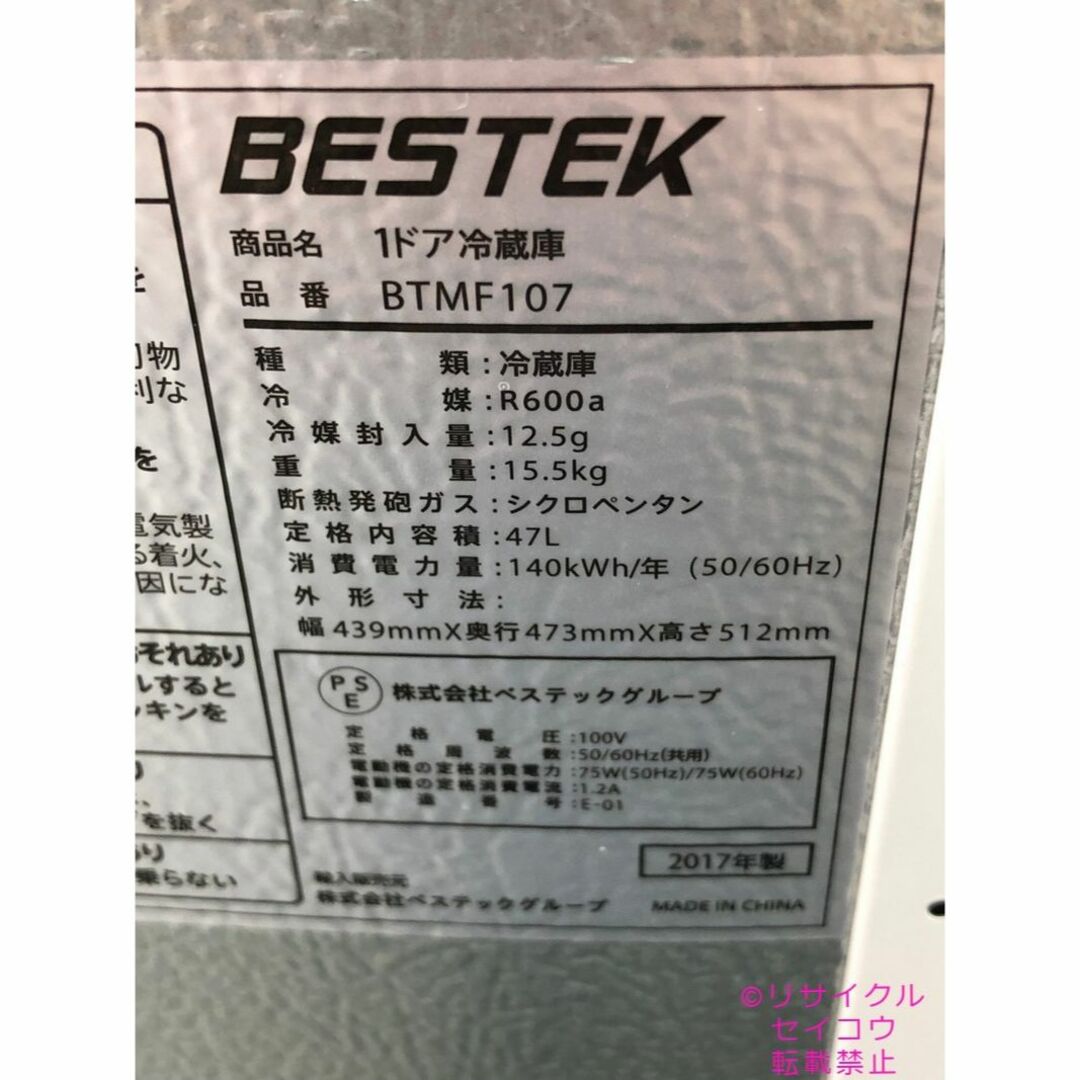 BESTEK
商品名 1ドア冷蔵庫
品番 BTMF107
種類:冷蔵庫
冷媒:R600a
冷媒封入量:12.5g
重量:15.5kg
断熱発砲ガス:シクロペンタン
定格内容積:47L
消費電力量:140kWh/年 (50/60Hz)
外形寸法:
幅439mmX奥行473mmX高さ512mm
PSE 株式会社ベステックグループ
定格電圧:100V
定格周波数:50/60Hz(共用)
電動機の定格消費電力:75W(50Hz)/75W(60Hz)
電動機の定格消費電流:1.2A
製造番号:E-01
2017年製
輸入販売元
株式会社ベステックグループ MADE IN CHINA
を
物
利な
を
電気製
る着火、
因にな
おそれあり
ルすると
ッキンを
を抜く
乗らない
©リサイクル
セイコウ
転載禁止